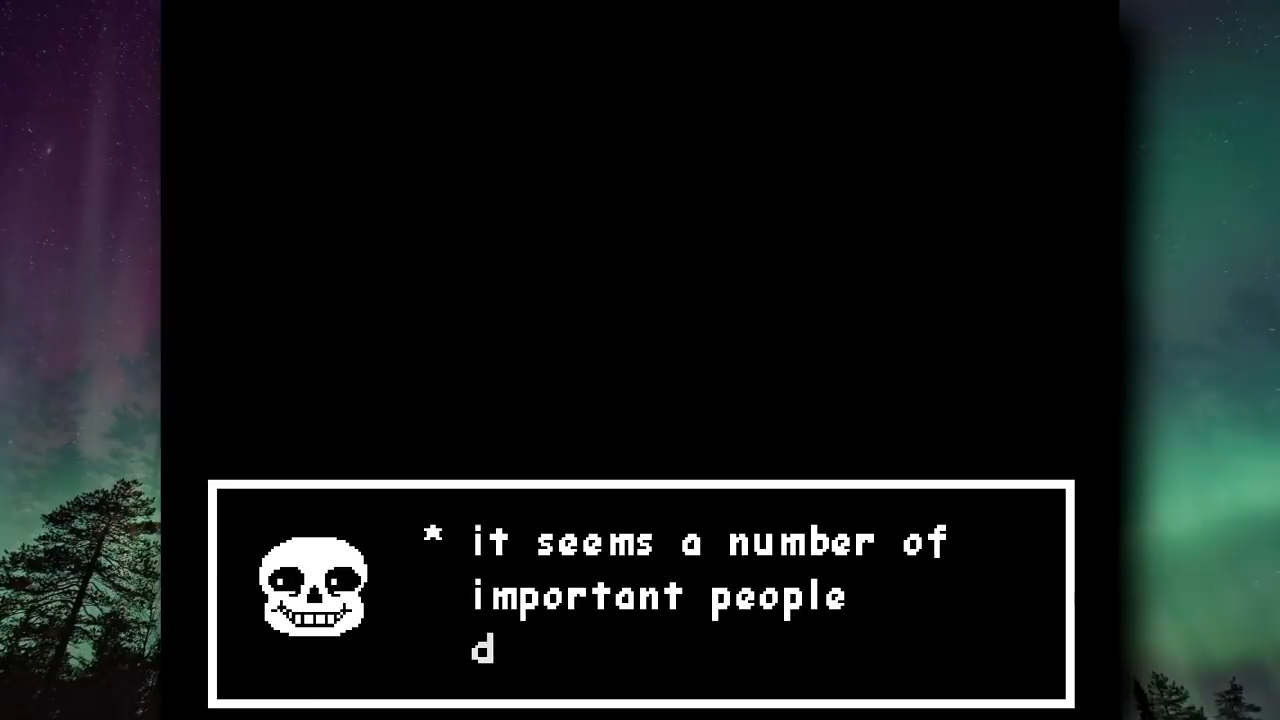 * it seems a number of
important people
d